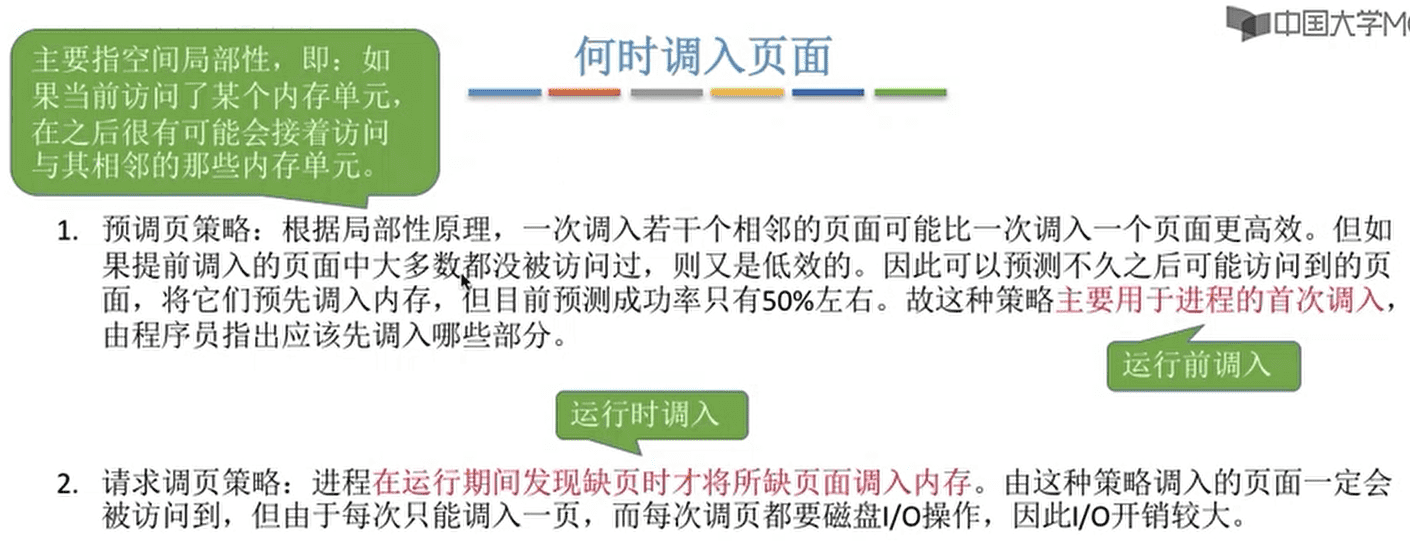 中国大学MO
何时调入页面
主要指空间局部性，即：如
果当前访问了某个内存单元，
在之后很有可能会接着访问
与其相邻的那些内存单元。
1. 预调页策略：根据局部性原理，一次调入若干个相邻的页面可能比一次调入一个页面更高效。但如
果提前调入的页面中大多数都没被访问过，则又是低效的。因此可以预测不久之后可能访问到的页
面，将它们预先调入内存，但目前预测成功率只有50%左右。故这种策略主要用于进程的首次调入，
由程序员指出应该先调入哪些部分。
运行前调入
运行时调入
2. 请求调页策略：进程在运行期间发现缺页时才将所缺页面调入内存。由这种策略调入的页面一定会
被访问到，但由于每次只能调入一页，而每次调页都要磁盘I/O操作，因此I/O开销较大。